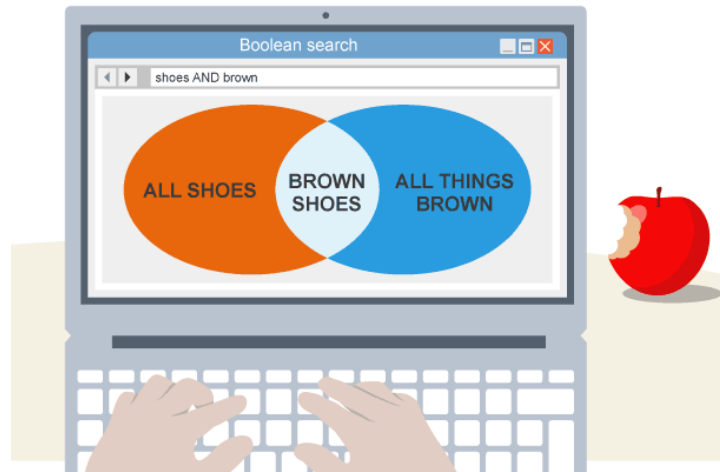 Boolean search
shoes AND brown
ALL SHOES
BROWN
SHOES
ALL THINGS
BROWN